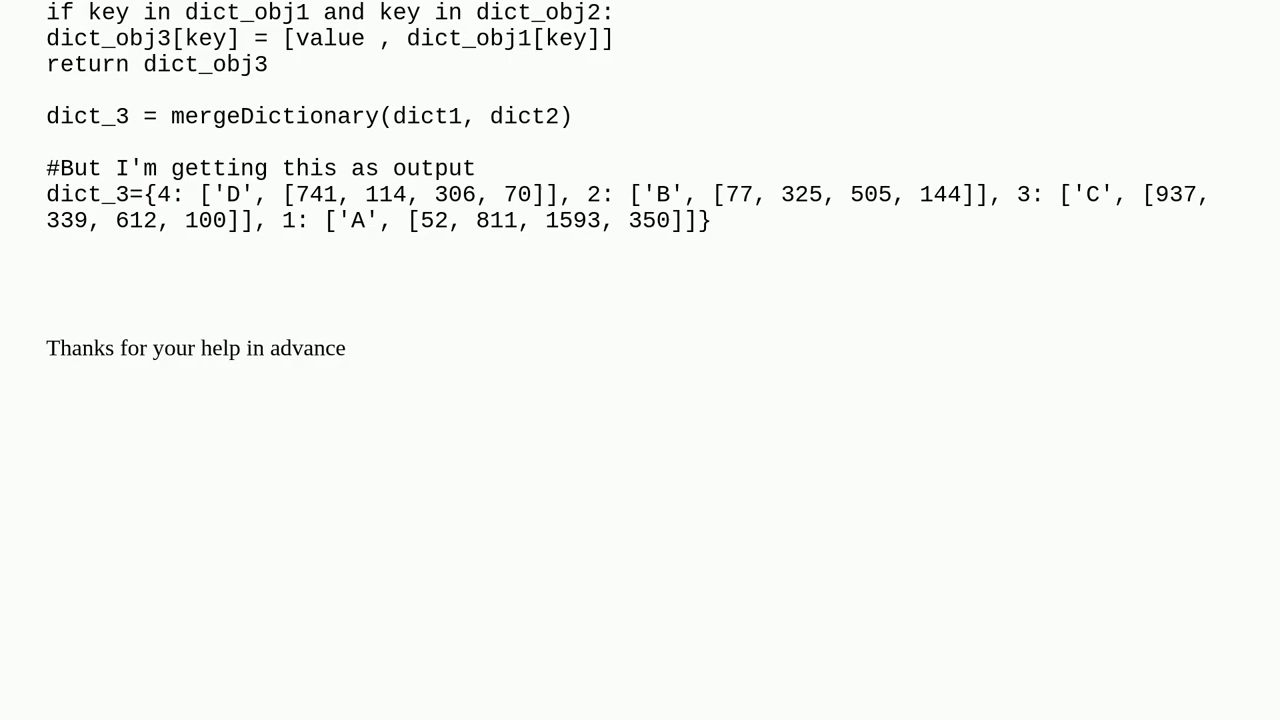 if key in dict_obj1 and key in dict_obj2:
dict_obj3[key] = [value , dict_obj1[key]]
return dict_obj3
dict_3 = mergeDictionary(dict1, dict2)
#But I'm getting this as output
dict_3={4: ['D', [741, 114, 306, 70]], 2: ['B', [77, 325, 505, 144]], 3: ['C', [937,
339, 612, 100]], 1: ['A', [52, 811, 1593, 350]]}
Thanks for your help in advance